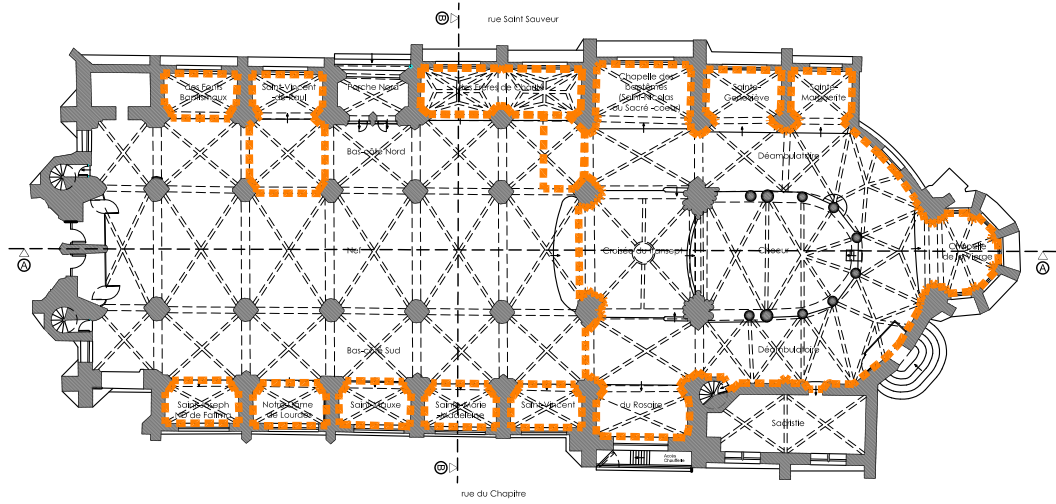 B
rue Saint Sauveur
des Fonts
Baptismaux
Saint-Vincent
de Paul
Porche Nord
des Frères de Charité
Chapelle des
baptêmes
(Saint-Nicolas
ou Sacré -coeur)
Sainte-
Geneviève
Sainte-
Marguerite
Bas-côté Nord
Déambulatoire
A
Nef
Croisée du transept
Choeur
Chapelle
de la Vierge
A
Bas-côté Sud
Déambulatoire
Saint-Joseph
ND de Fatima
Notre-Dame
de Lourdes
Sainte-Marie
-Madeleine
Saint-Vincent
du Rosaire
Sacristie
Accès
Chaufferie
B
rue du Chapitre